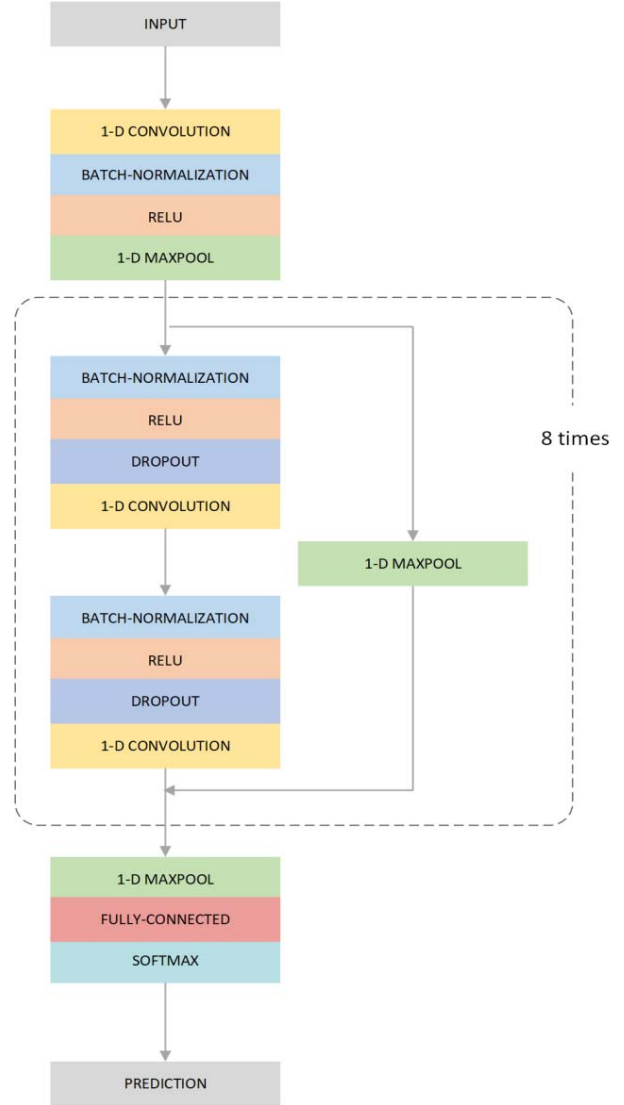 INPUT
1-D CONVOLUTION
BATCH-NORMALIZATION
RELU
1-D MAXPOOL
BATCH-NORMALIZATION
RELU
DROPOUT
1-D CONVOLUTION
8 times
1-D MAXPOOL
BATCH-NORMALIZATION
RELU
DROPOUT
1-D CONVOLUTION
1-D MAXPOOL
FULLY-CONNECTED
SOFTMAX
PREDICTION